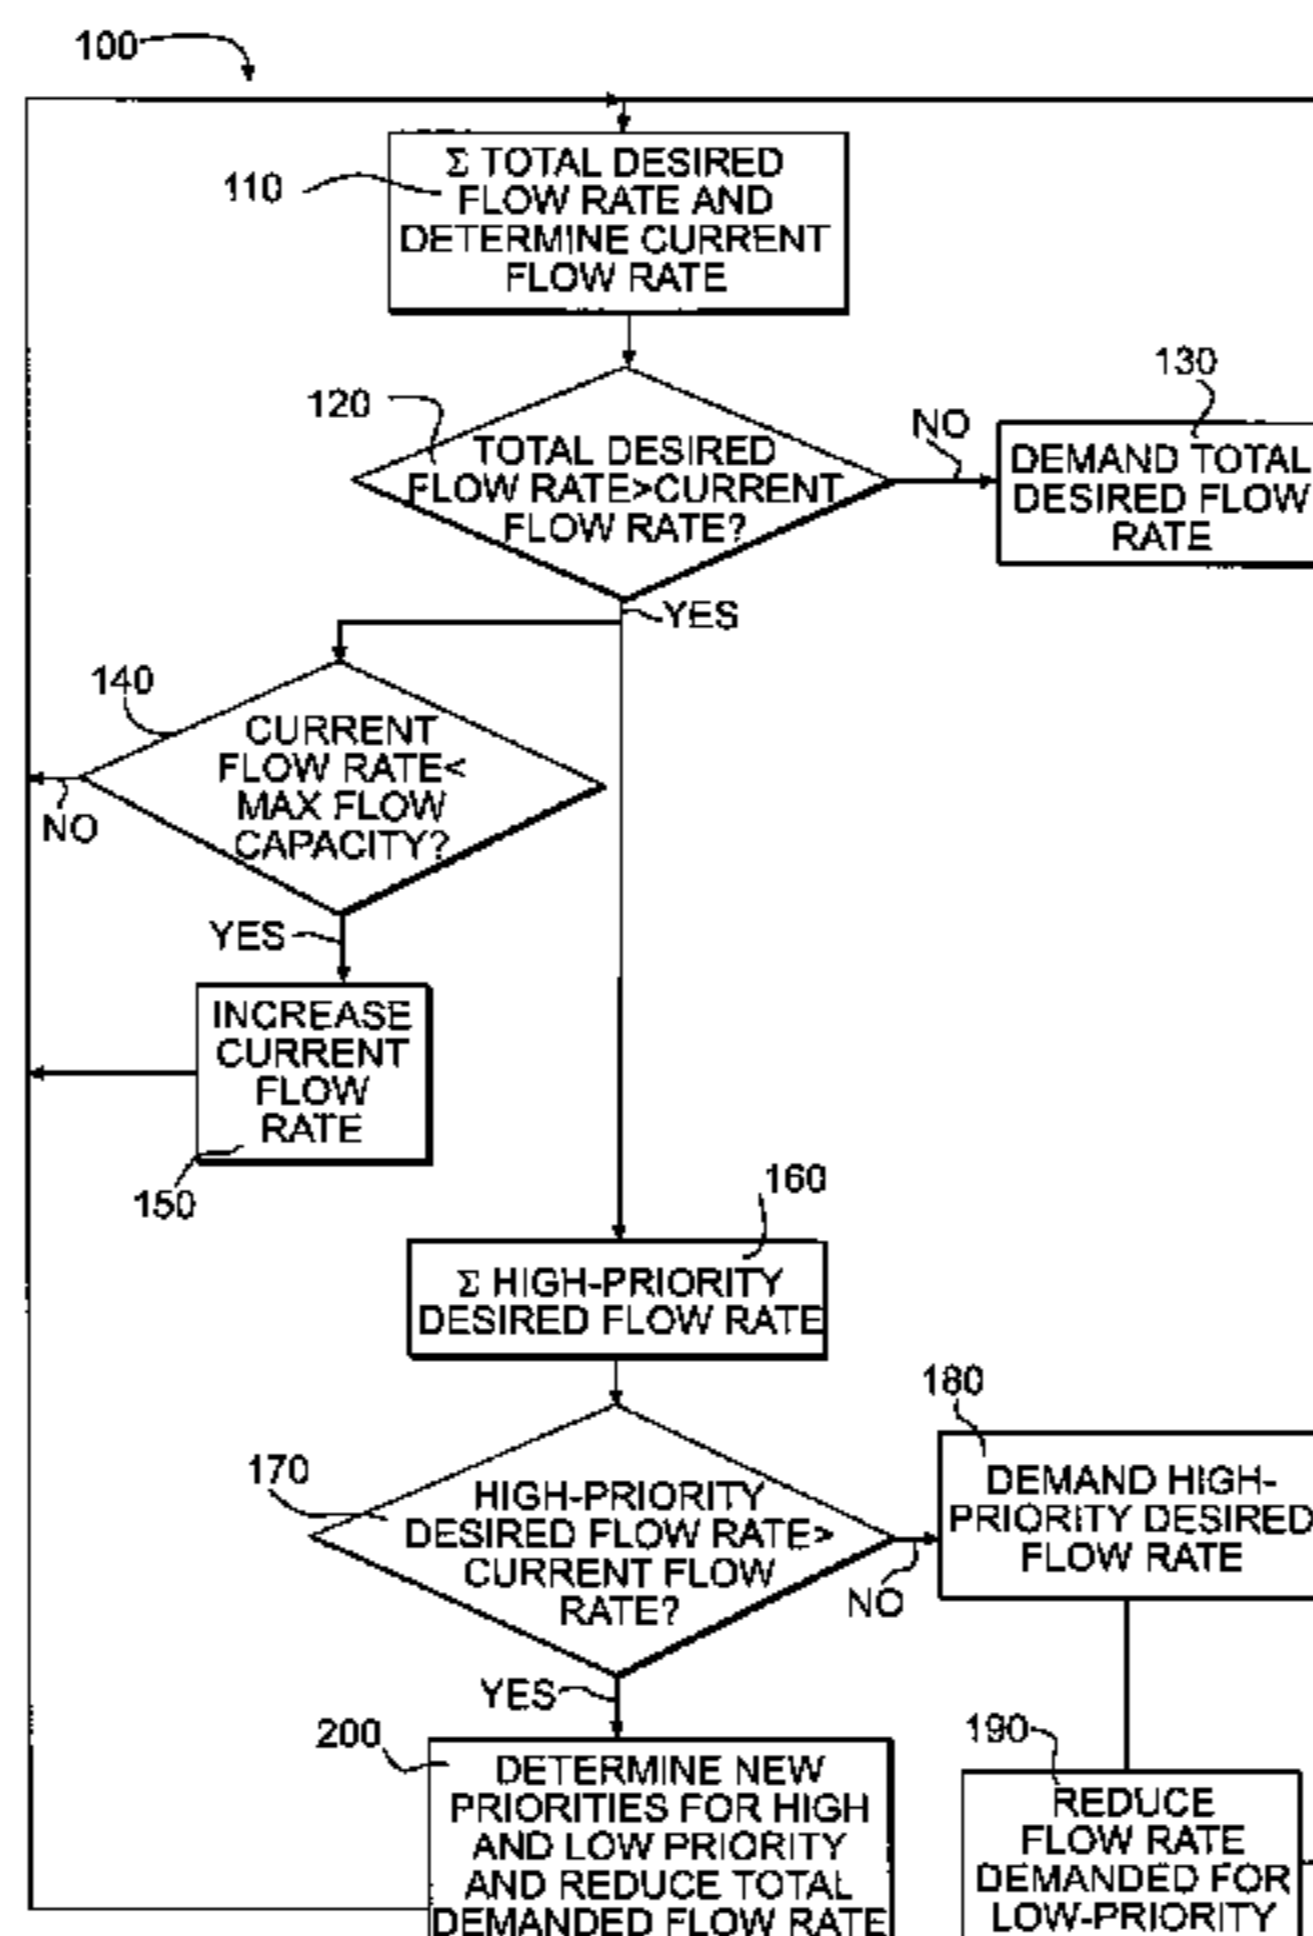 100
110
Σ TOTAL DESIRED
FLOW RATE AND
DETERMINE CURRENT
FLOW RATE
120
TOTAL DESIRED
FLOW RATE>CURRENT
FLOW RATE?
NO
130
DEMAND TOTAL
DESIRED FLOW
RATE
YES
140
CURRENT
FLOW RATE<
MAX FLOW
CAPACITY?
NO
YES
INCREASE
CURRENT
FLOW
RATE
150
160
Σ HIGH-PRIORITY
DESIRED FLOW RATE
170
HIGH-PRIORITY
DESIRED FLOW RATE>
CURRENT FLOW
RATE?
NO
180
DEMAND HIGH-
PRIORITY DESIRED
FLOW RATE
YES
200
DETERMINE NEW
PRIORITIES FOR HIGH
AND LOW PRIORITY
AND REDUCE TOTAL
DEMANDED FLOW RATE
190
REDUCE
FLOW RATE
DEMANDED FOR
LOW-PRIORITY